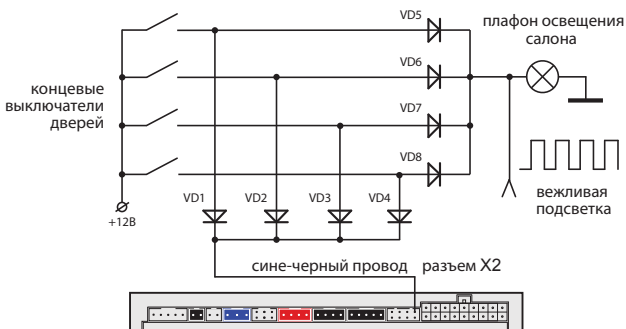 VD5
плафон освещения
салона
VD6
концевые
выключатели
дверей
VD7
VD8
вежливая
подсветка
VD1
VD2
VD3
VD4
+12В
сине-черный провод
разъем X2